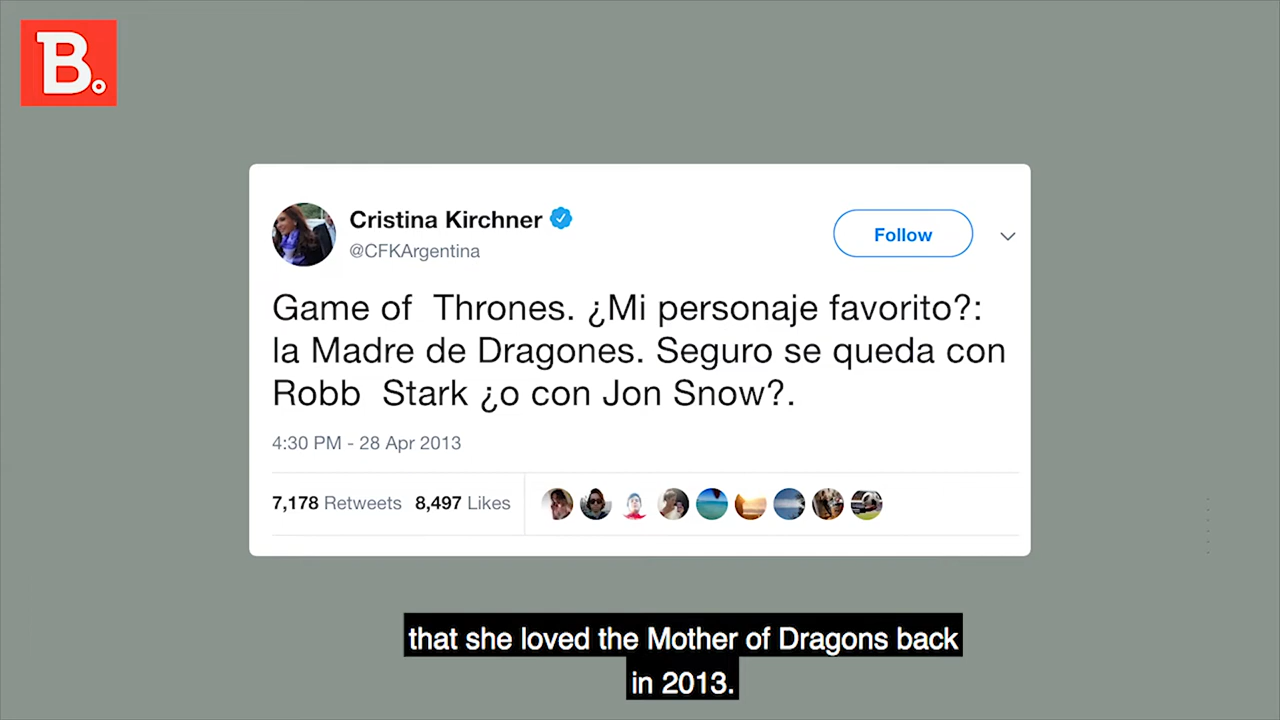 B.
Cristina Kirchner
@CFKArgentina
Follow
Game of  Thrones. ¿Mi personaje favorito?:
la Madre de Dragones. Seguro se queda con
Robb  Stark ¿o con Jon Snow?.
4:30 PM - 28 Apr 2013
7,178 Retweets 8,497 Likes
that she loved the Mother of Dragons back
in 2013.